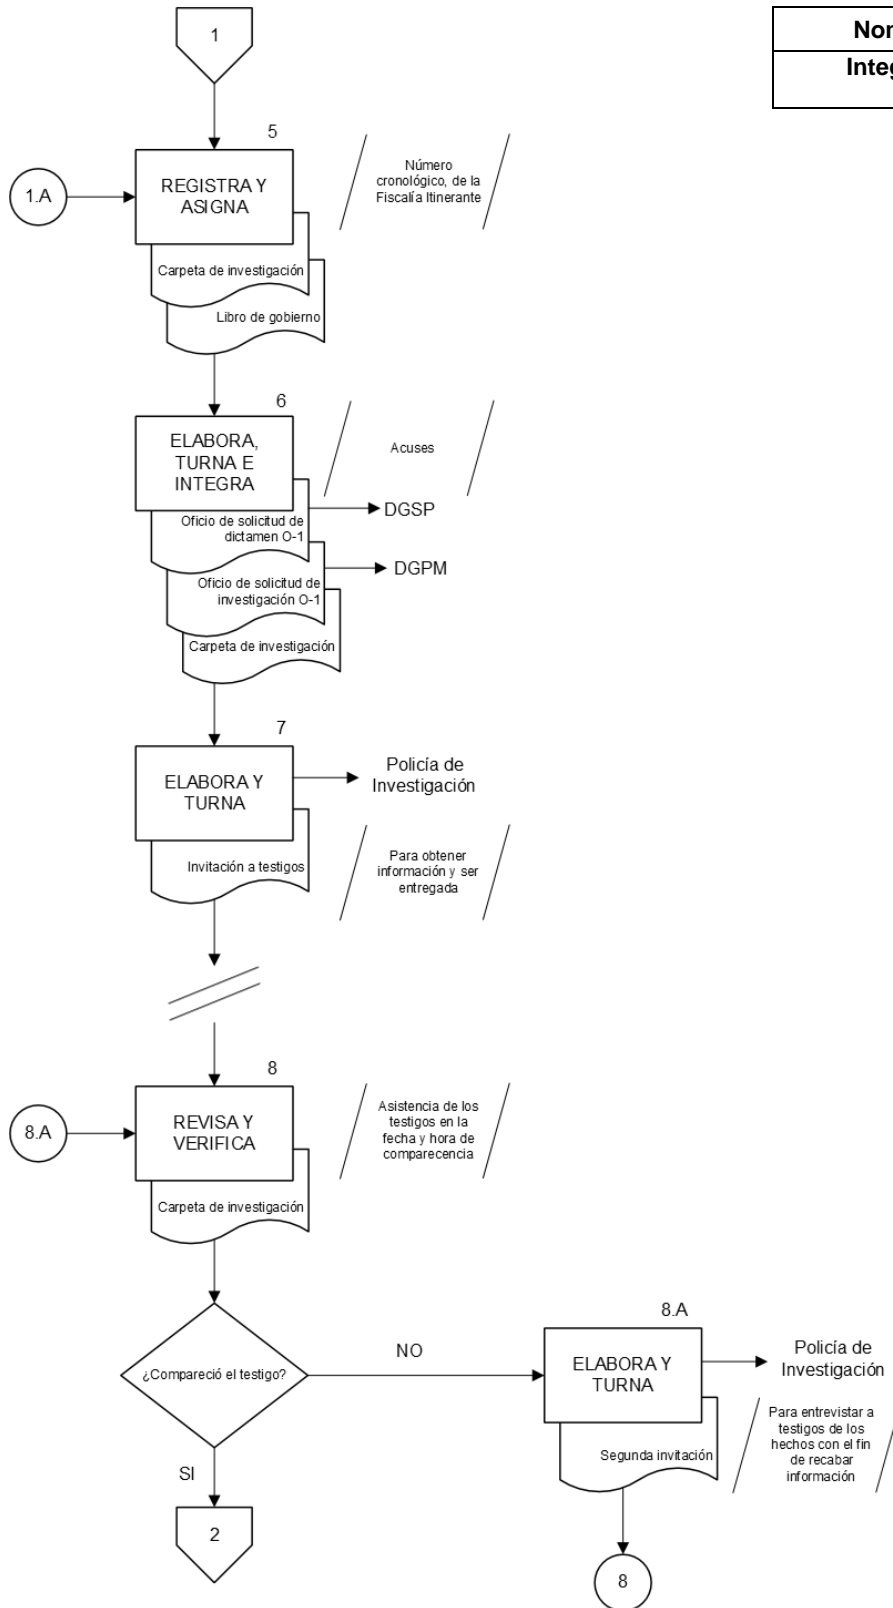 1
Nor
Integ
5
1.A
REGISTRA Y
ASIGNA
Número
cronológico, de la
Fiscalía Itinerante
Carpeta de investigación
Libro de gobierno
6
ELABORA,
TURNA E
INTEGRA
Acuses
Oficio de solicitud de
dictamen O-1
DGSP
Oficio de solicitud de
investigación O-1
DGPM
Carpeta de investigación
7
ELABORA Y
TURNA
Policía de
Investigación
Invitación a testigos
Para obtener
información y ser
entregada
8
8.A
REVISA Y
VERIFICA
Asistencia de los
testigos en la
fecha y hora de
comparecencia
Carpeta de investigación
¿Compareció el testigo?
NO
8.A
ELABORA Y
TURNA
Policía de
Investigación
Segunda invitación
Para entrevistar a
testigos de los
hechos con el fin
de recabar
información
SI
2
8